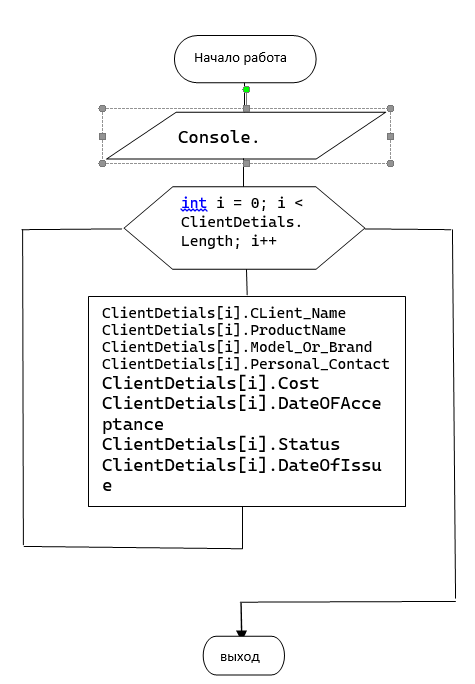 Начало работа
Console.
int i = 0; i <
ClientDetials.
Length; i++
ClientDetials[i].CLient_Name
ClientDetials[i].ProductName
ClientDetials[i].Model_Or_Brand
ClientDetials[i].Personal_Contact
ClientDetials[i].Cost
ClientDetials[i].DateOFAcce
ptance
ClientDetials[i].Status
ClientDetials[i].DateOfIssu
e
выход